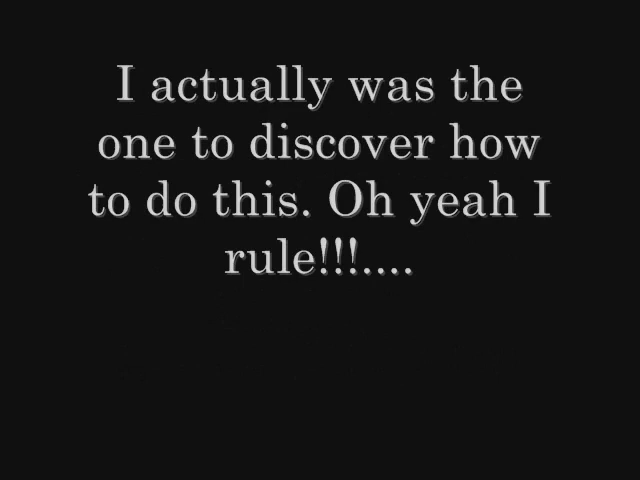 I actually was the
one to discover how
to do this. Oh yeah I
rule!!!....